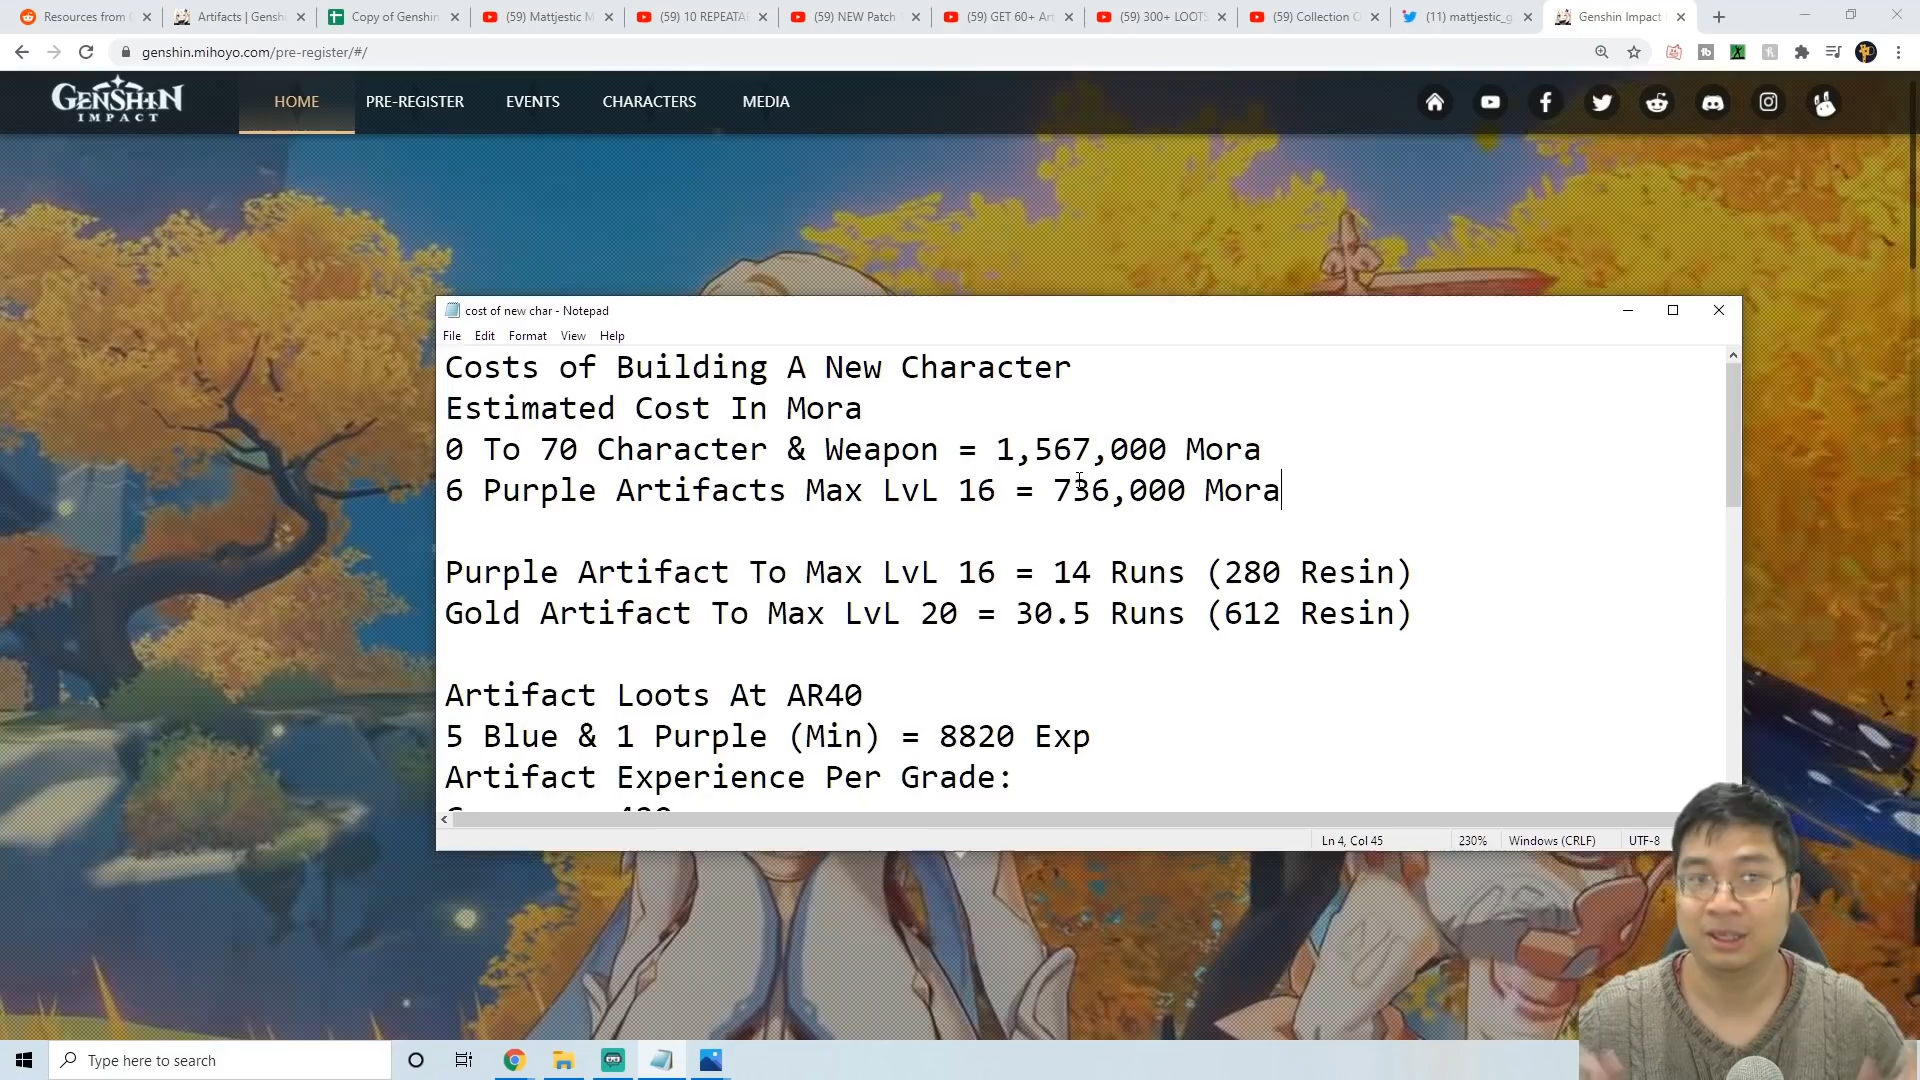 Resources from
Artifacts | Genshi
Copy of Genshin
(59) Mattjestic M
(59) 10 REPEATA
(59) NEW Patch
(59) GET 60+ Art
(59) 300+ LOOTS
(59) Collection
(11) mattjestic_g
Genshin Impact
genshin.mihoyo.com/pre-register/#/
GENSHIN
IMPACT
HOME
PRE-REGISTER
EVENTS
CHARACTERS
MEDIA
cost of new char - Notepad
File Edit Format View Help
Costs of Building A New Character
Estimated Cost In Mora
0 To 70 Character & Weapon = 1,567,000 Mora
6 Purple Artifacts Max LvL 16 = 736,000 Mora
Purple Artifact To Max LvL 16 = 14 Runs (280 Resin)
Gold Artifact To Max LvL 20 = 30.5 Runs (612 Resin)
Artifact Loots At AR40
5 Blue & 1 Purple (Min) = 8820 Exp
Artifact Experience Per Grade:
Ln 4, Col 45
230%
Windows (CRLF)
UTF-8
Type here to search